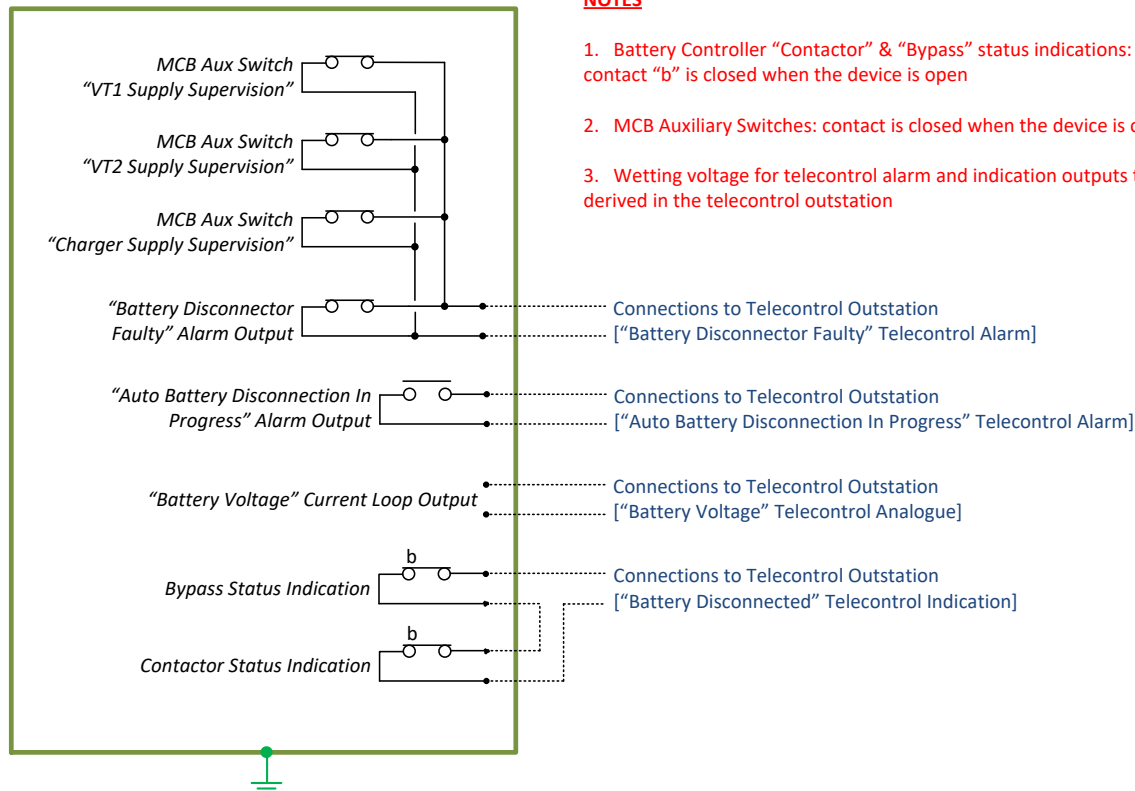 NOTES
1. Battery Controller “Contactor” & “Bypass” status indications:
contact “b” is closed when the device is open
2. MCB Auxiliary Switches: contact is closed when the device is
3. Wetting voltage for telecontrol alarm and indication outputs
derived in the telecontrol outstation
MCB Aux Switch
“VT1 Supply Supervision”
MCB Aux Switch
“VT2 Supply Supervision”
MCB Aux Switch
“Charger Supply Supervision”
“Battery Disconnector
Faulty” Alarm Output
Connections to Telecontrol Outstation
[“Battery Disconnector Faulty” Telecontrol Alarm]
“Auto Battery Disconnection In
Progress” Alarm Output
Connections to Telecontrol Outstation
[“Auto Battery Disconnection In Progress” Telecontrol Alarm]
“Battery Voltage” Current Loop Output
Connections to Telecontrol Outstation
[“Battery Voltage” Telecontrol Analogue]
b
Bypass Status Indication
Connections to Telecontrol Outstation
[“Battery Disconnected” Telecontrol Indication]
b
Contactor Status Indication